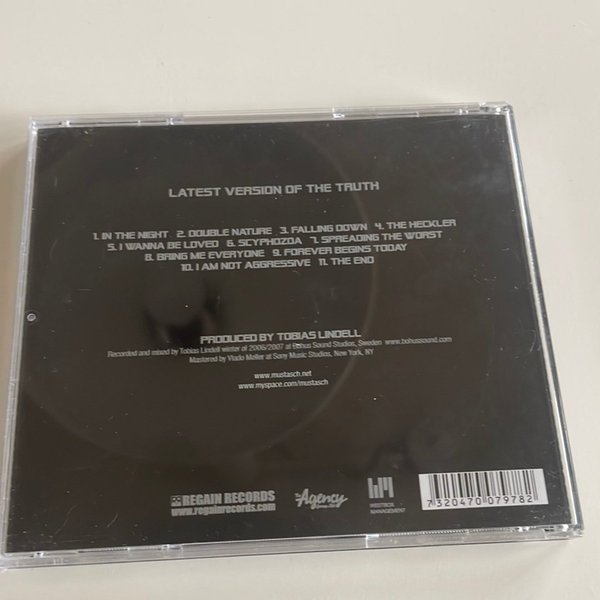 LATEST VERSION OF THE TRUTH
1. IN THE NIGHT 2. DOUBLE NATURE 3. FALLING DOWN 4. THE HECKLER
5. I WANNA BE LOVED 6. SCYPHOZOA 7. SPREADING THE WORST
8. BRING ME EVERYONE 9. FOREVER BEGINS TODAY
10. I AM NOT AGGRESSIVE 11. THE END
PRODUCED BY TOBIAS LINDELL
Recorded and mixed by Tobias Lindell winter of 2006/2007 at Bohus Sound Studios, Sweden www.bohussound.com
Mastered by Vlado Meller at Sony Music Studios, New York, NY
www.mustasch.net
www.myspace.com/mustasch
REGAIN RECORDS
www.regainrecords.com
The Agency
WESTBOX
MANAGEMENT
7320470079782